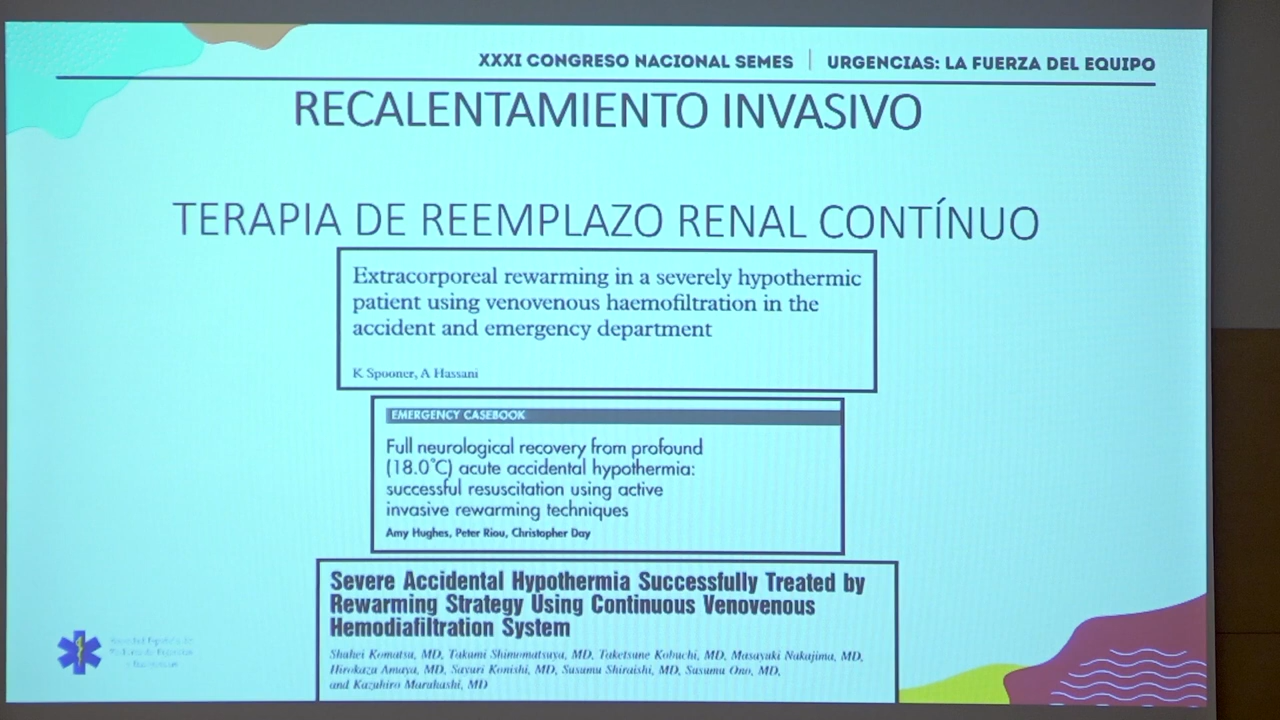 XXXI CONGRESO NACIONAL SEMES | URGENCIAS: LA FUERZA DEL EQUIPO
RECALENTAMIENTO INVASIVO
TERAPIA DE REEMPLAZO RENAL CONTÍNUO
Extracorporeal rewarming in a severely hypothermic
patient using venovenous haemofiltration in the
accident and emergency department
K Spooner, A Hassani
EMERGENCY CASEBOOK
Full neurological recovery from profound
(18.0°C) acute accidental hypothermia:
successful resuscitation using active
invasive rewarming techniques
Amy Hughes, Peter Riou, Christopher Day
Severe Accidental Hypothermia Successfully Treated by
Rewarming Strategy Using Continuous Venovenous
Hemodiafiltration System
Shuhei Komatsu, MD, Takumi Shimomatsuya, MD, Taketsune Kobuchi, MD, Masayuki Nakajima, MD,
Hirokazu Amaya, MD, Sayuri Konishi, MD, Susumu Shiraishi, MD, Susumu Ono, MD,
and Kazuhiro Maruhashi, MD